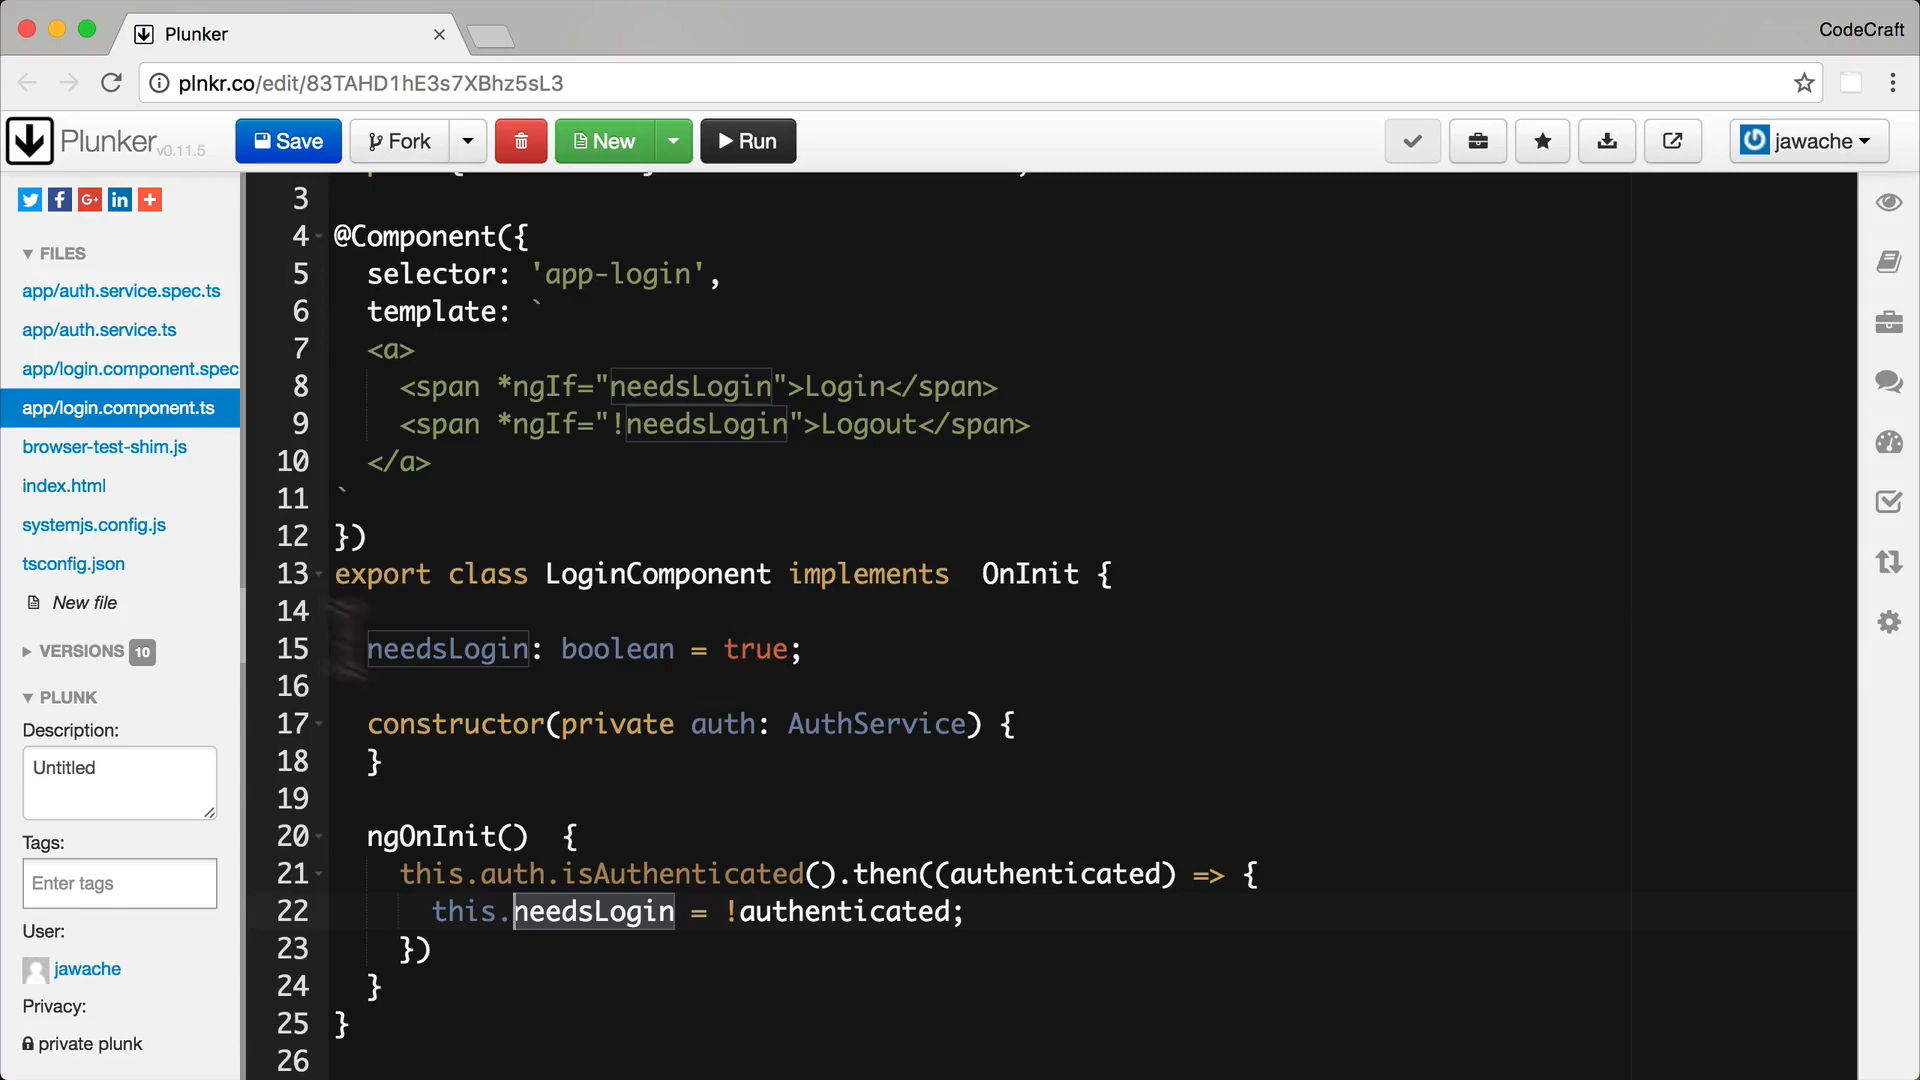 Plunker
CodeCraft
plnkr.co/edit/83TAHD1hE3s7XBhz5sL3
Plunker v0.11.5
Save
Fork
New
Run
jawache
FILES
app/auth.service.spec.ts
app/auth.service.ts
app/login.component.spec
app/login.component.ts
browser-test-shim.js
index.html
systemjs.config.js
tsconfig.json
New file
VERSIONS 10
PLUNK
Description:
Untitled
Tags:
Enter tags
User:
jawache
Privacy:
private plunk
3
4 @Component({
5 selector: 'app-login',
6 template: `
7 <a>
8 <span *ngIf="needsLogin">Login</span>
9 <span *ngIf="!needsLogin">Logout</span>
10 </a>
11 `
12 })
13 export class LoginComponent implements  OnInit {
14
15 needsLogin: boolean = true;
16
17 constructor(private auth: AuthService) {
18 }
19
20 ngOnInit()  {
21 this.auth.isAuthenticated().then((authenticated) => {
22 this.needsLogin = !authenticated;
23 })
24 }
25 }
26